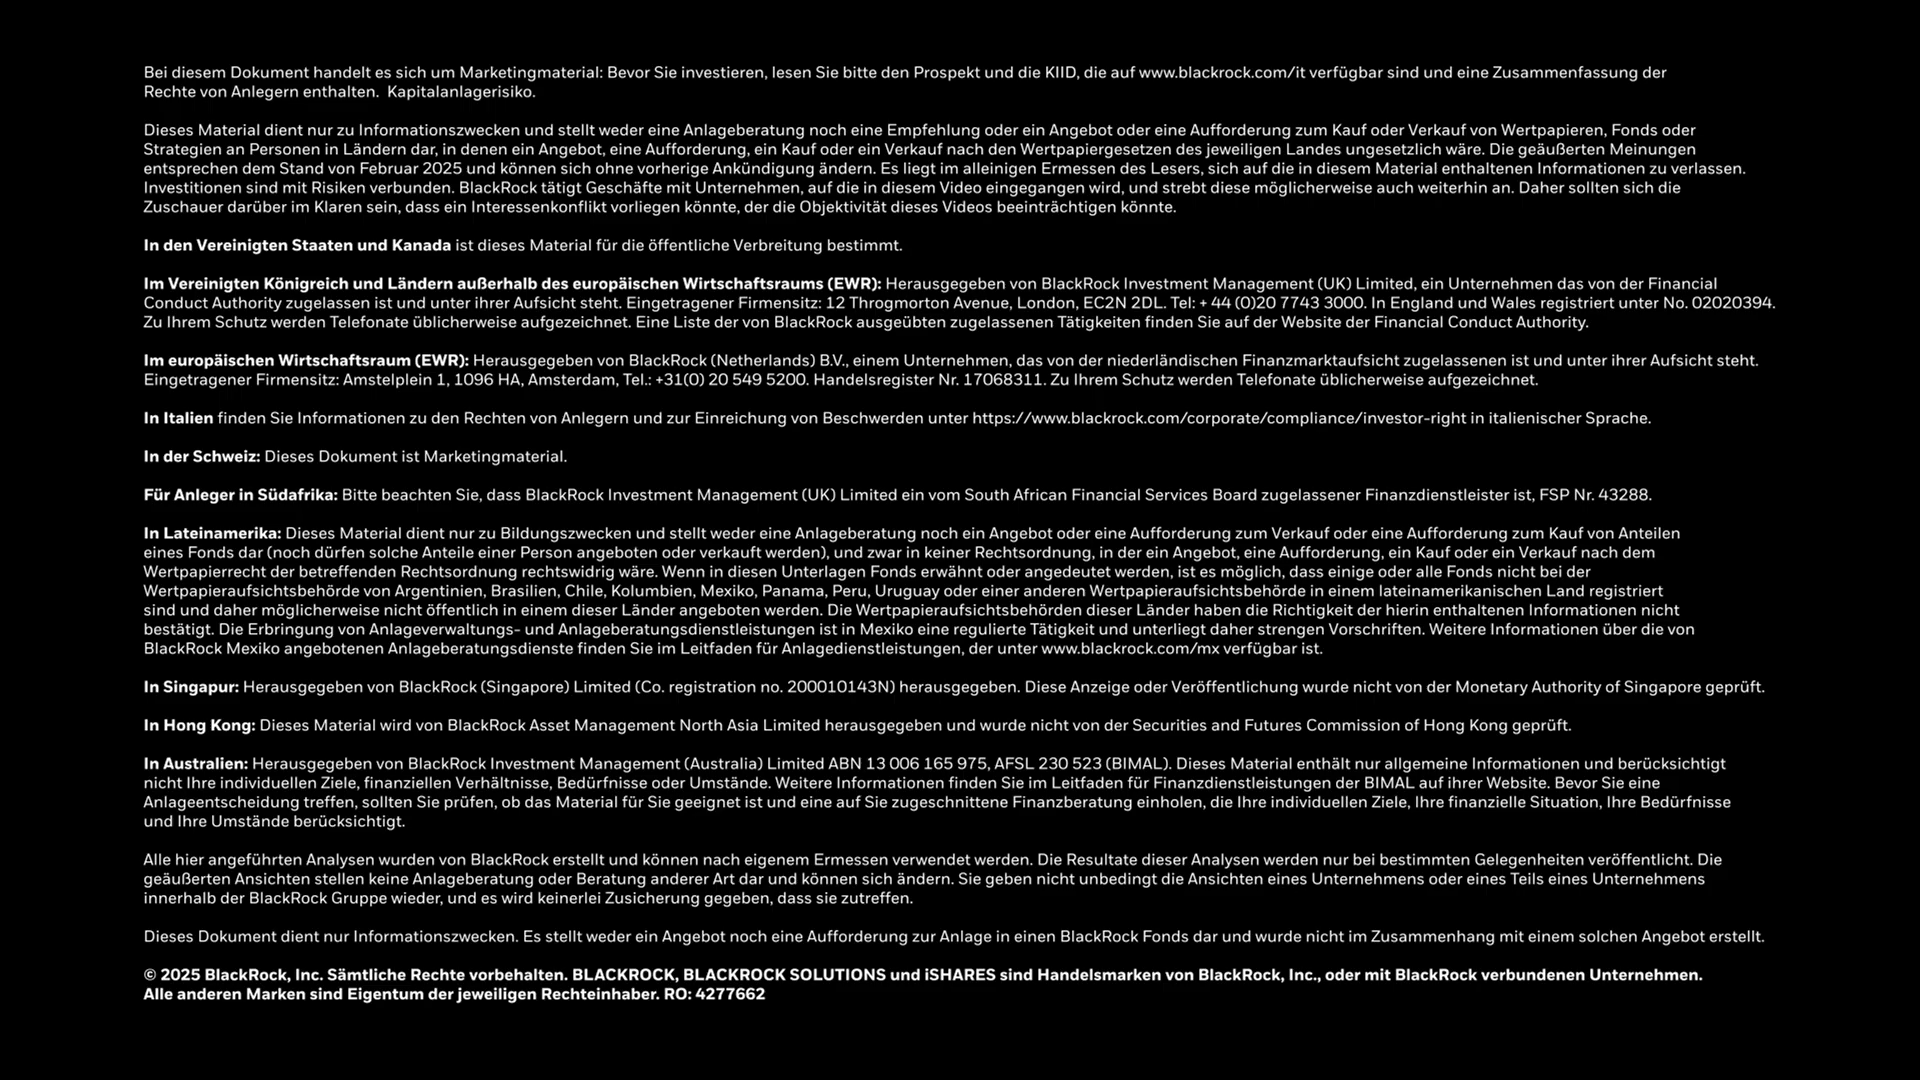 Bei diesem Dokument handelt es sich um Marketingmaterial: Bevor Sie investieren, lesen Sie bitte den Prospekt und die KIID, die auf www.blackrock.com/it verfügbar sind und eine Zusammenfassung der
Rechte von Anlegern enthalten.  Kapitalanlagerisiko.
Dieses Material dient nur zu Informationszwecken und stellt weder eine Anlageberatung noch eine Empfehlung oder ein Angebot oder eine Aufforderung zum Kauf oder Verkauf von Wertpapieren, Fonds oder
Strategien an Personen in Ländern dar, in denen ein Angebot, eine Aufforderung, ein Kauf oder ein Verkauf nach den Wertpapiergesetzen des jeweiligen Landes ungesetzlich wäre. Die geäußerten Meinungen
entsprechen dem Stand von Februar 2025 und können sich ohne vorherige Ankündigung ändern. Es liegt im alleinigen Ermessen des Lesers, sich auf die in diesem Material enthaltenen Informationen zu verlassen.
Investitionen sind mit Risiken verbunden. BlackRock tätigt Geschäfte mit Unternehmen, auf die in diesem Video eingegangen wird, und strebt diese möglicherweise auch weiterhin an. Daher sollten sich die
Zuschauer darüber im Klaren sein, dass ein Interessenkonflikt vorliegen könnte, der die Objektivität dieses Videos beeinträchtigen könnte.
In den Vereinigten Staaten und Kanada ist dieses Material für die öffentliche Verbreitung bestimmt.
Im Vereinigten Königreich und Ländern außerhalb des europäischen Wirtschaftsraums (EWR): Herausgegeben von BlackRock Investment Management (UK) Limited, ein Unternehmen das von der Financial
Conduct Authority zugelassen ist und unter ihrer Aufsicht steht. Eingetragener Firmensitz: 12 Throgmorton Avenue, London, EC2N 2DL. Tel: + 44 (0)20 7743 3000. In England und Wales registriert unter No. 02020394.
Zu Ihrem Schutz werden Telefonate üblicherweise aufgezeichnet. Eine Liste der von BlackRock ausgeübten zugelassenen Tätigkeiten finden Sie auf der Website der Financial Conduct Authority.
Im europäischen Wirtschaftsraum (EWR): Herausgegeben von BlackRock (Netherlands) B.V., einem Unternehmen, das von der niederländischen Finanzmarktaufsicht zugelassenen ist und unter ihrer Aufsicht steht.
Eingetragener Firmensitz: Amstelplein 1, 1096 HA, Amsterdam, Tel.: +31(0) 20 549 5200. Handelsregister Nr. 17068311. Zu Ihrem Schutz werden Telefonate üblicherweise aufgezeichnet.
In Italien finden Sie Informationen zu den Rechten von Anlegern und zur Einreichung von Beschwerden unter https://www.blackrock.com/corporate/compliance/investor-right in italienischer Sprache.
In der Schweiz: Dieses Dokument ist Marketingmaterial.
Für Anleger in Südafrika: Bitte beachten Sie, dass BlackRock Investment Management (UK) Limited ein vom South African Financial Services Board zugelassener Finanzdienstleister ist, FSP Nr. 43288.
In Lateinamerika: Dieses Material dient nur zu Bildungszwecken und stellt weder eine Anlageberatung noch ein Angebot oder eine Aufforderung zum Verkauf oder eine Aufforderung zum Kauf von Anteilen
eines Fonds dar (noch dürfen solche Anteile einer Person angeboten oder verkauft werden), und zwar in keiner Rechtsordnung, in der ein Angebot, eine Aufforderung, ein Kauf oder ein Verkauf nach dem
Wertpapierrecht der betreffenden Rechtsordnung rechtswidrig wäre. Wenn in diesen Unterlagen Fonds erwähnt oder angedeutet werden, ist es möglich, dass einige oder alle Fonds nicht bei der
Wertpapieraufsichtsbehörde von Argentinien, Brasilien, Chile, Kolumbien, Mexiko, Panama, Peru, Uruguay oder einer anderen Wertpapieraufsichtsbehörde in einem lateinamerikanischen Land registriert
sind und daher möglicherweise nicht öffentlich in einem dieser Länder angeboten werden. Die Wertpapieraufsichtsbehörden dieser Länder haben die Richtigkeit der hierin enthaltenen Informationen nicht
bestätigt. Die Erbringung von Anlageverwaltungs- und Anlageberatungsdienstleistungen ist in Mexiko eine regulierte Tätigkeit und unterliegt daher strengen Vorschriften. Weitere Informationen über die von
BlackRock Mexiko angebotenen Anlageberatungsdienste finden Sie im Leitfaden für Anlagedienstleistungen, der unter www.blackrock.com/mx verfügbar ist.
In Singapur: Herausgegeben von BlackRock (Singapore) Limited (Co. registration no. 200010143N) herausgegeben. Diese Anzeige oder Veröffentlichung wurde nicht von der Monetary Authority of Singapore geprüft.
In Hong Kong: Dieses Material wird von BlackRock Asset Management North Asia Limited herausgegeben und wurde nicht von der Securities and Futures Commission of Hong Kong geprüft.
In Australien: Herausgegeben von BlackRock Investment Management (Australia) Limited ABN 13 006 165 975, AFSL 230 523 (BIMAL). Dieses Material enthält nur allgemeine Informationen und berücksichtigt
nicht Ihre individuellen Ziele, finanziellen Verhältnisse, Bedürfnisse oder Umstände. Weitere Informationen finden Sie im Leitfaden für Finanzdienstleistungen der BIMAL auf ihrer Website. Bevor Sie eine
Anlageentscheidung treffen, sollten Sie prüfen, ob das Material für Sie geeignet ist und eine auf Sie zugeschnittene Finanzberatung einholen, die Ihre individuellen Ziele, Ihre finanzielle Situation, Ihre Bedürfnisse
und Ihre Umstände berücksichtigt.
Alle hier angeführten Analysen wurden von BlackRock erstellt und können nach eigenem Ermessen verwendet werden. Die Resultate dieser Analysen werden nur bei bestimmten Gelegenheiten veröffentlicht. Die
geäußerten Ansichten stellen keine Anlageberatung oder Beratung anderer Art dar und können sich ändern. Sie geben nicht unbedingt die Ansichten eines Unternehmens oder eines Teils eines Unternehmens
innerhalb der BlackRock Gruppe wieder, und es wird keinerlei Zusicherung gegeben, dass sie zutreffen.
Dieses Dokument dient nur Informationszwecken. Es stellt weder ein Angebot noch eine Aufforderung zur Anlage in einen BlackRock Fonds dar und wurde nicht im Zusammenhang mit einem solchen Angebot erstellt.
© 2025 BlackRock, Inc. Sämtliche Rechte vorbehalten. BLACKROCK, BLACKROCK SOLUTIONS und iSHARES sind Handelsmarken von BlackRock, Inc., oder mit BlackRock verbundenen Unternehmen.
Alle anderen Marken sind Eigentum der jeweiligen Rechteinhaber. RO: 4277662